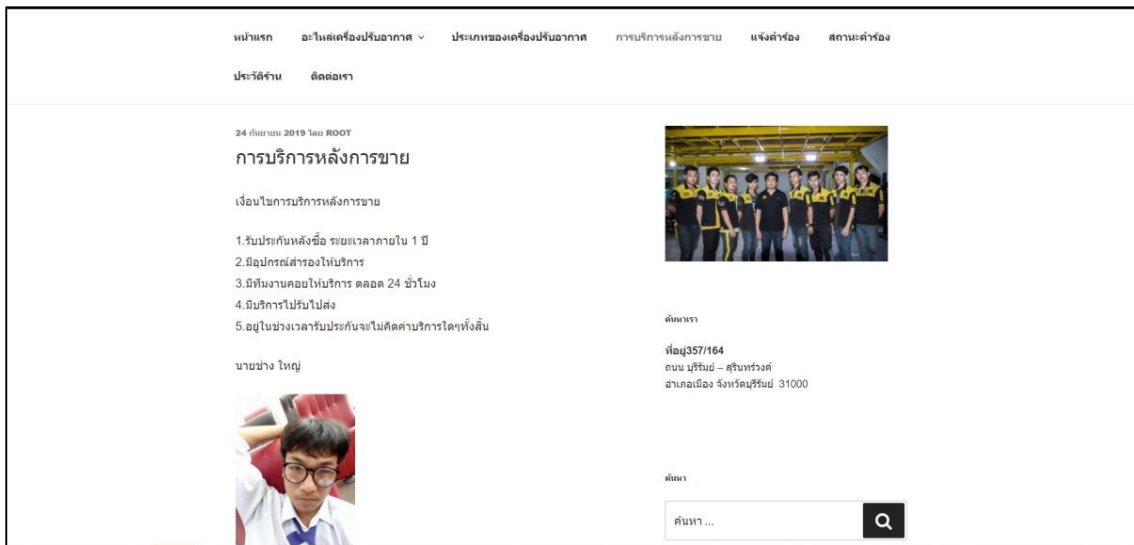 หน้าแรก อะไหล่เครื่องปรับอากาศ ประเภทของเครื่องปรับอากาศ การบริการหลังการขาย แจ้งคำร้อง สถานะคำร้อง
ประวัติร้าน ติดต่อเรา
24 กันยายน 2019 โดย ROOT
การบริการหลังการขาย
เงื่อนไขการบริการหลังการขาย
1.รับประกันหลังซื้อ ระยะเวลาภายใน 1 ปี
2.มีอุปกรณ์สำรองให้บริการ
3.มีทีมงานคอยให้บริการ ตลอด 24 ชั่วโมง
4.มีบริการไปรับไปส่ง
5.อยู่ในช่วงเวลารับประกันจะไม่คิดค่าบริการใดๆทั้งสิ้น
นายช่าง ใหญ่
ค้นหาเรา
ที่อยู่357/164
ถนน บุรีรัมย์ – สุรินทร์วงค์
อำเภอเมือง จังหวัดบุรีรัมย์ 31000
ค้นหา
ค้นหา ...